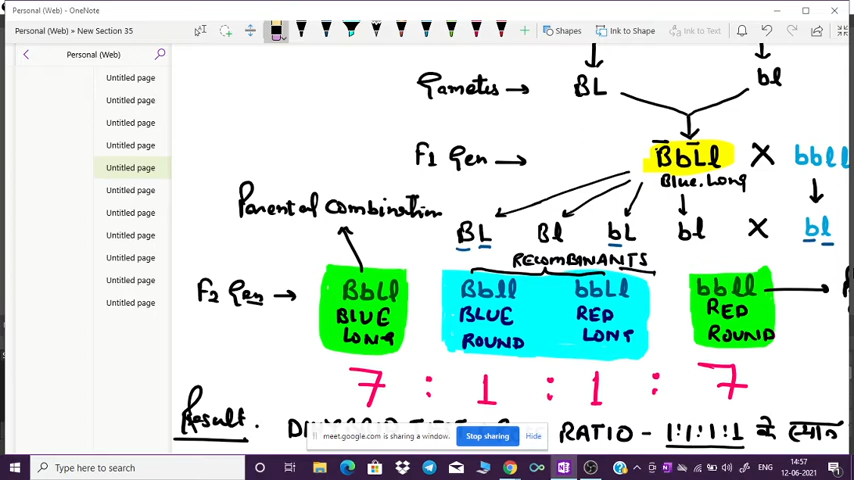 Personal (Web) - OneNote
Personal (Web) > New Section 35
Shapes
Ink to Shape
Ink to Text
Personal (Web)
Untitled page
Untitled page
Untitled page
Untitled page
Untitled page
Untitled page
Untitled page
Untitled page
Untitled page
Untitled page
Untitled page
Gametes → BL bl
F1 Gen → BbLl X bbll
Blue. Long
Parental Combination
BL Bl bL bl X bl
RECOMBINANTS
F2 Gen → BbLl Bbll bbLl bbll
BLUE BLUE RED RED
LONG ROUND LONG ROUND
7 : 1 : 1 : 7
Result.
RATIO - 1:1:1:1 के स्थान
meet.google.com is sharing a window.
Stop sharing
Hide
Type here to search
ENG
14:57
12-06-2021